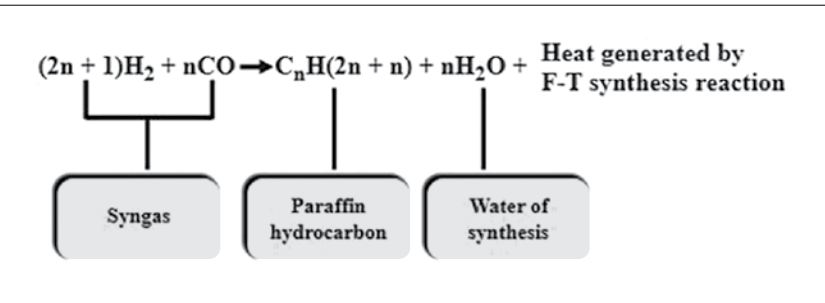 (2n + 1)H₂ + nCO→CₙH(2n + n) + nH₂O + Heat generated by
F-T synthesis reaction
Syngas
Paraffin
hydrocarbon
Water of
synthesis